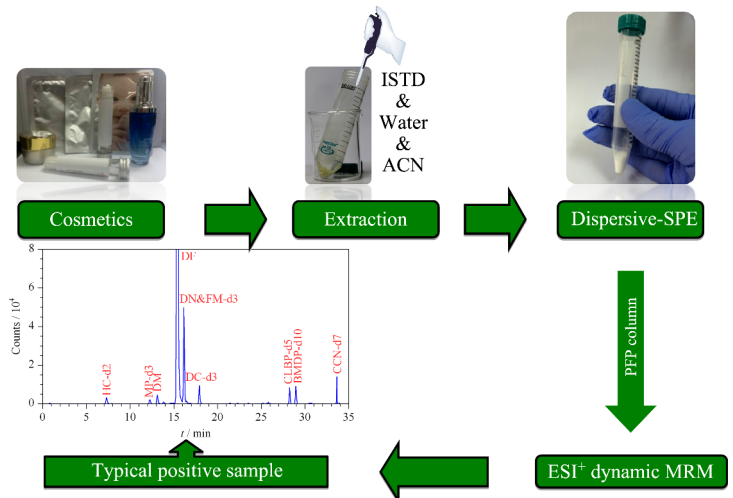 ISTD
&
Water
&
ACN
Cosmetics
Extraction
Dispersive-SPE
PFP column
ESI⁺ dynamic MRM
Typical positive sample
Counts / 10⁴
8
6
4
2
0
HC-d2
MP-d3
DM
DF
DN&FM-d3
DC-d3
CLBP-d5
BMDP-d10
CCN-d7
0 5 10 15 20 25 30 35
t / min